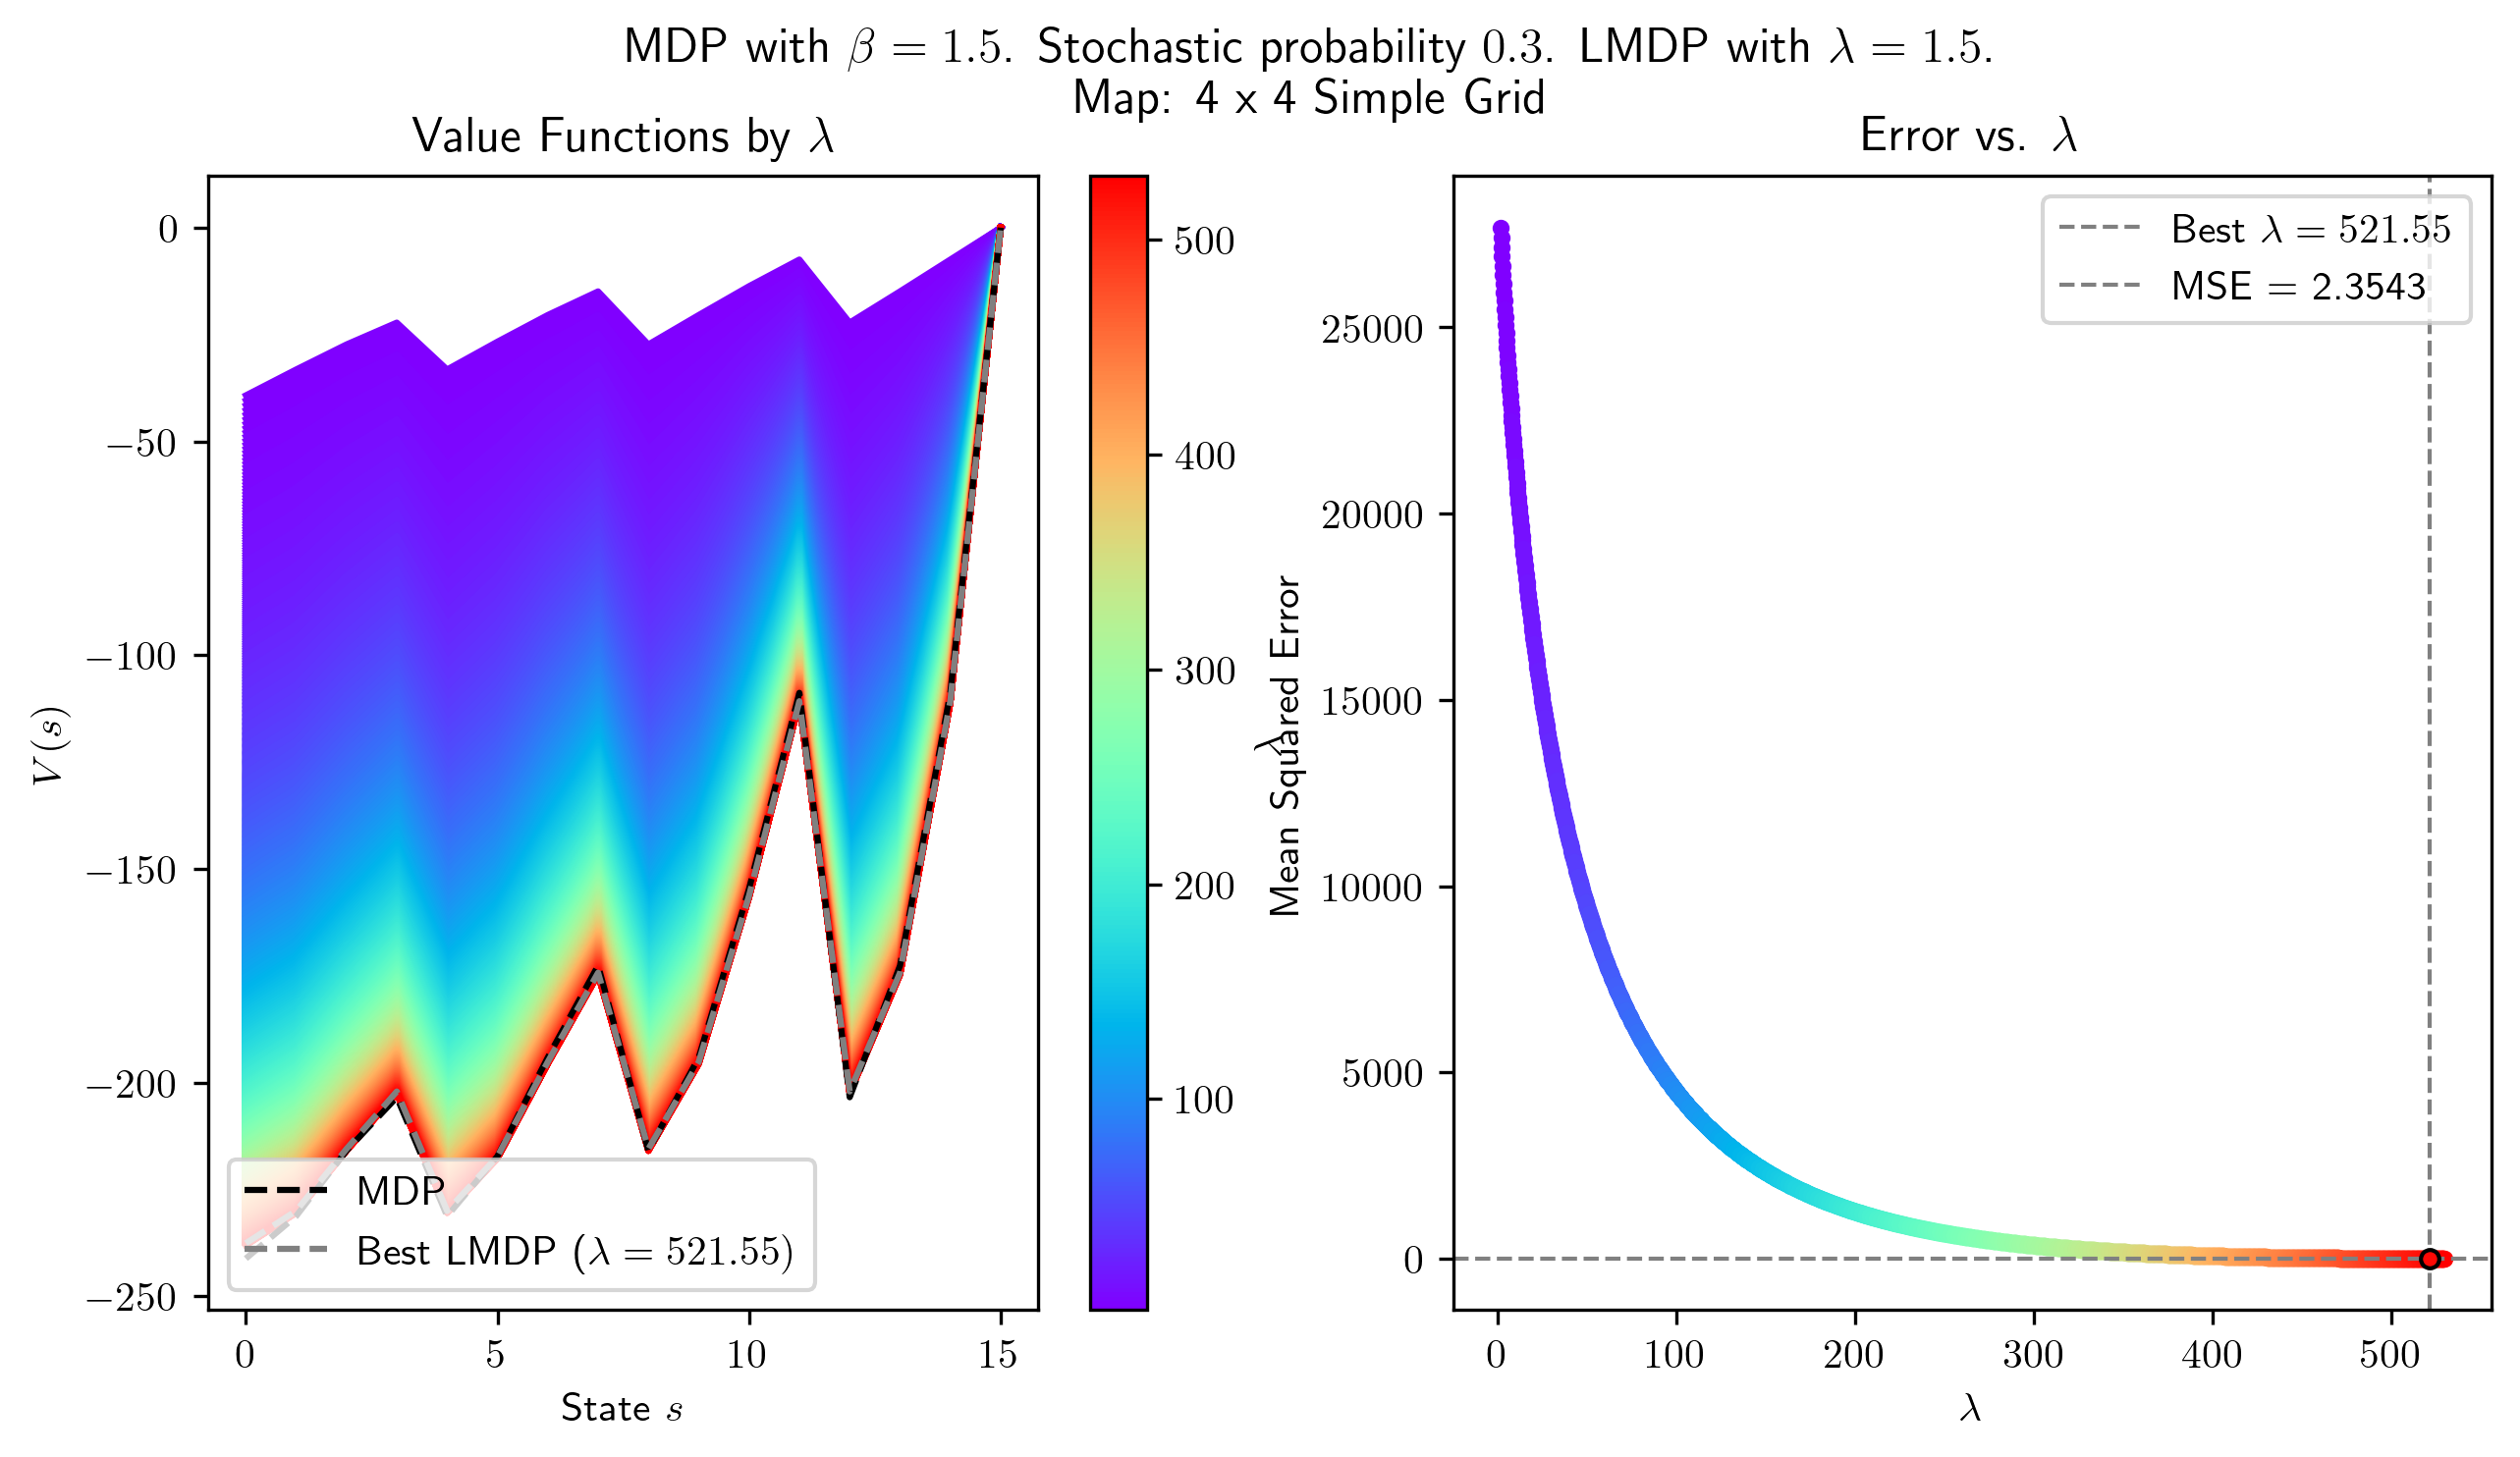 MDP with β = 1.5. Stochastic probability 0.3. LMDP with λ = 1.5.
Map: 4 x 4 Simple Grid
Value Functions by λ
0
−50
−100
−150
−200
−250
V(s)
0
5
10
15
State s
MDP
Best LMDP (λ = 521.55)
500
400
300
200
100
λ
Error vs. λ
Mean Squared Error
25000
20000
15000
10000
5000
0
0
100
200
300
400
500
λ
Best λ = 521.55
MSE = 2.3543